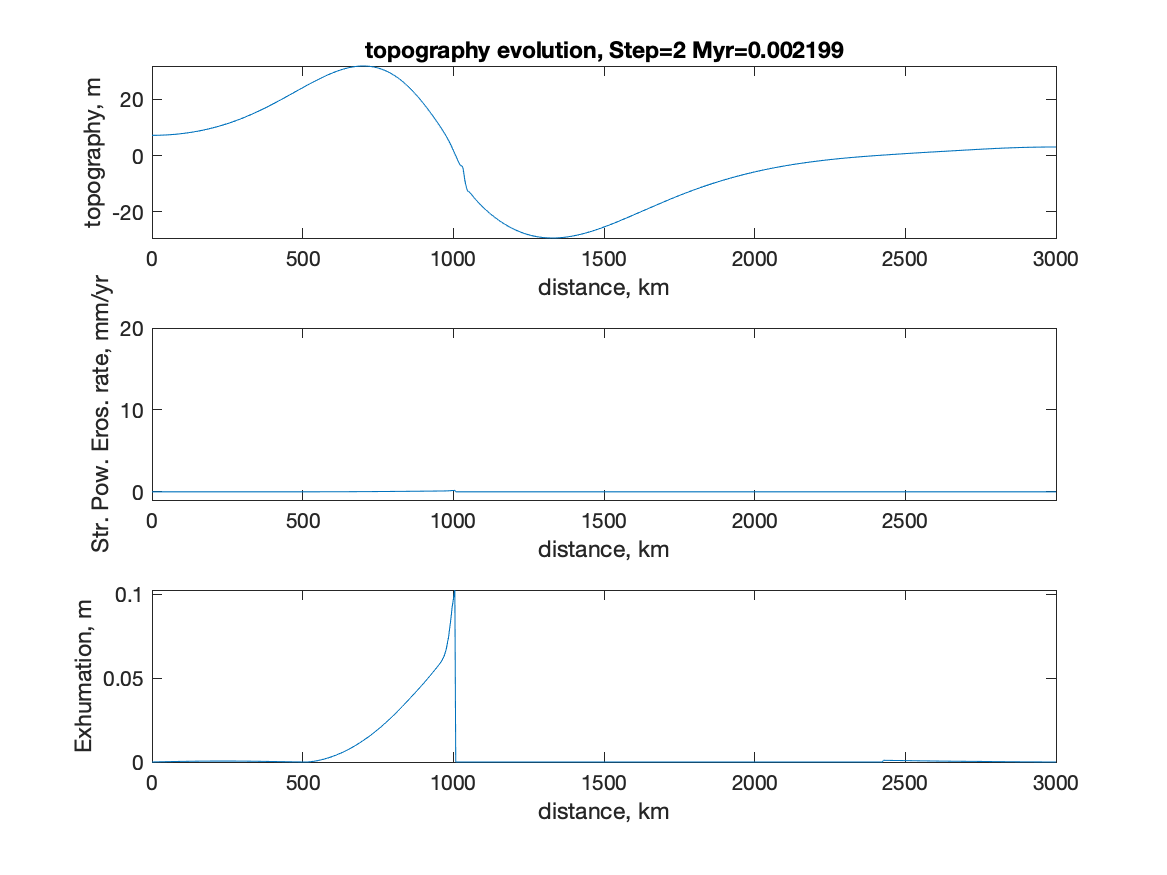 topography evolution, Step=2 Myr=0.002199
topography, m
20
0
-20
0 500 1000 1500 2000 2500 3000
distance, km
Str. Pow. Eros. rate, mm/yr
20
10
0
0 500 1000 1500 2000 2500
distance, km
Exhumation, m
0.1
0.05
0
0 500 1000 1500 2000 2500 3000
distance, km